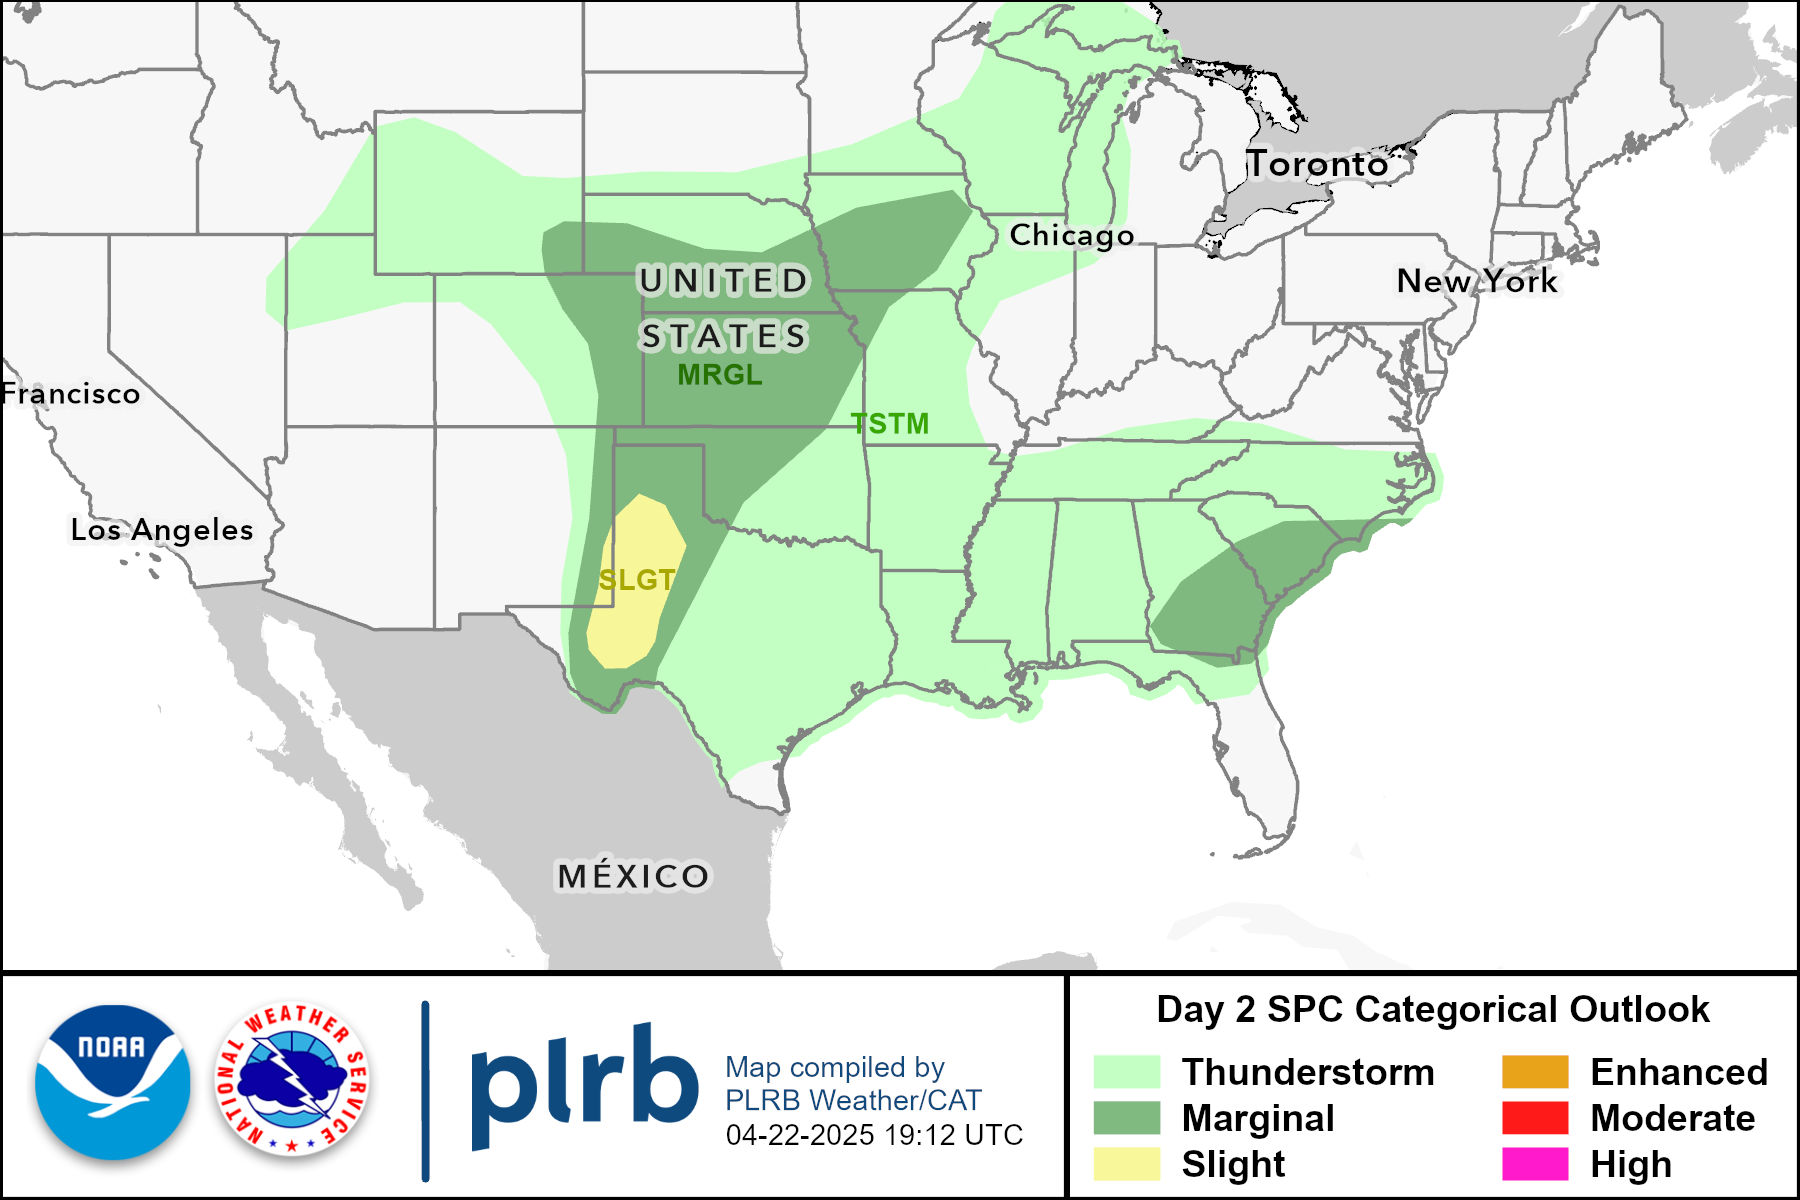 Toronto
Chicago
UNITED
New York
STATES
MRGL
Francisco
TSTM
Los Angeles
SLGT
MÉXICO
NOAA
NATIONAL WEATHER SERVICE
plrb
Map compiled by
PLRB Weather/CAT
04-22-2025 19:12 UTC
Day 2 SPC Categorical Outlook
Thunderstorm
Marginal
Slight
Enhanced
Moderate
High